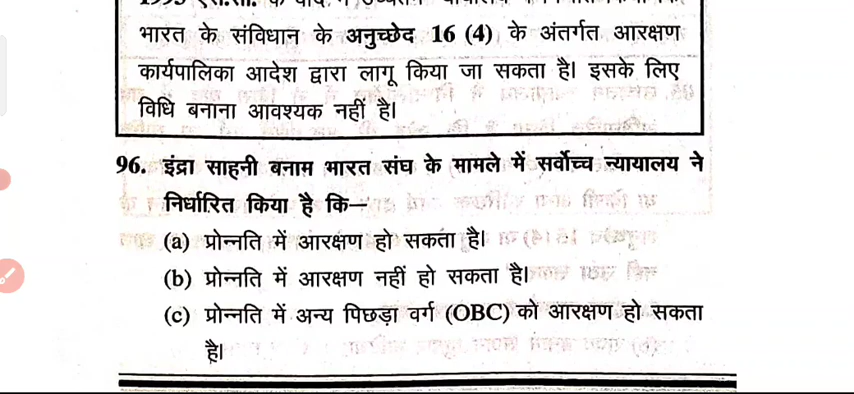 भारत के संविधान के अनुच्छेद 16 (4) के अंतर्गत आरक्षण
कार्यपालिका आदेश द्वारा लागू किया जा सकता है। इसके लिए
विधि बनाना आवश्यक नहीं है।
96. इंद्रा साहनी बनाम भारत संघ के मामले में सर्वोच्च न्यायालय ने
निर्धारित किया है कि—
(a) प्रोन्नति में आरक्षण हो सकता है।
(b) प्रोन्नति में आरक्षण नहीं हो सकता है।
(c) प्रोन्नति में अन्य पिछड़ा वर्ग (OBC) को आरक्षण हो सकता
है।